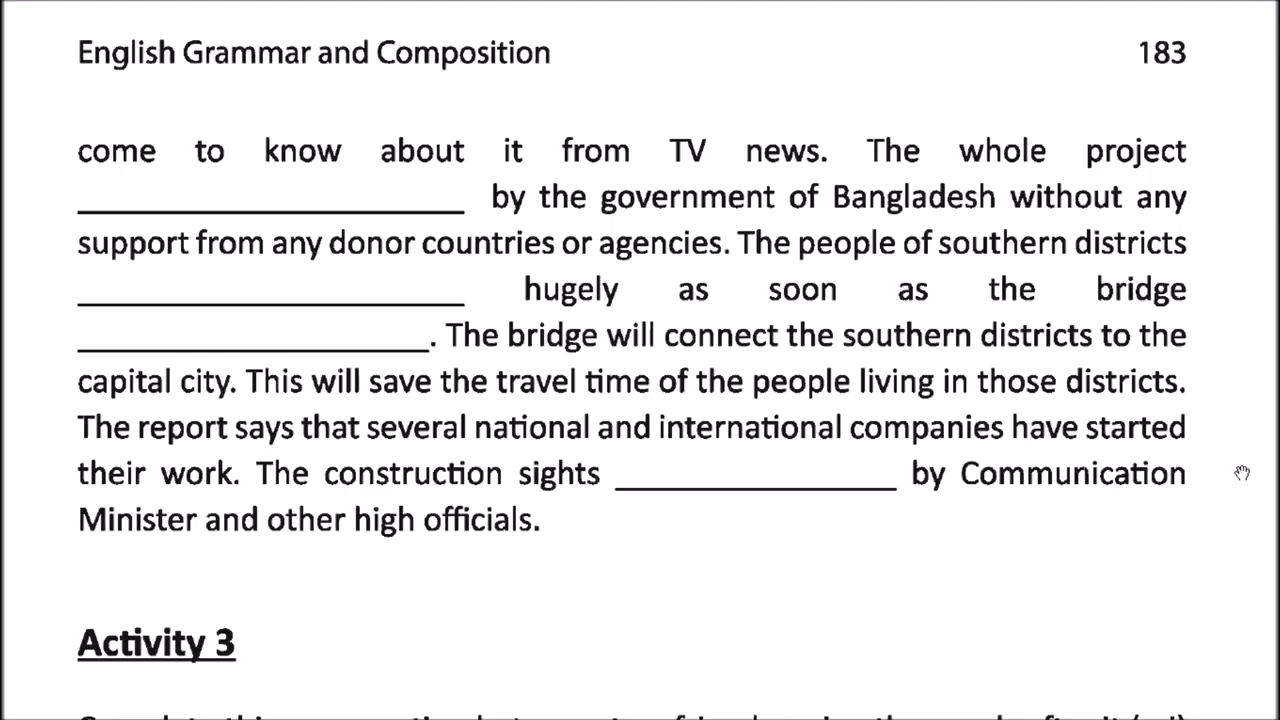 English Grammar and Composition 183
come to know about it from TV news. The whole project
______________________ by the government of Bangladesh without any
support from any donor countries or agencies. The people of southern districts
______________________ hugely as soon as the bridge
____________________. The bridge will connect the southern districts to the
capital city. This will save the travel time of the people living in those districts.
The report says that several national and international companies have started
their work. The construction sights ________________ by Communication
Minister and other high officials.
Activity 3